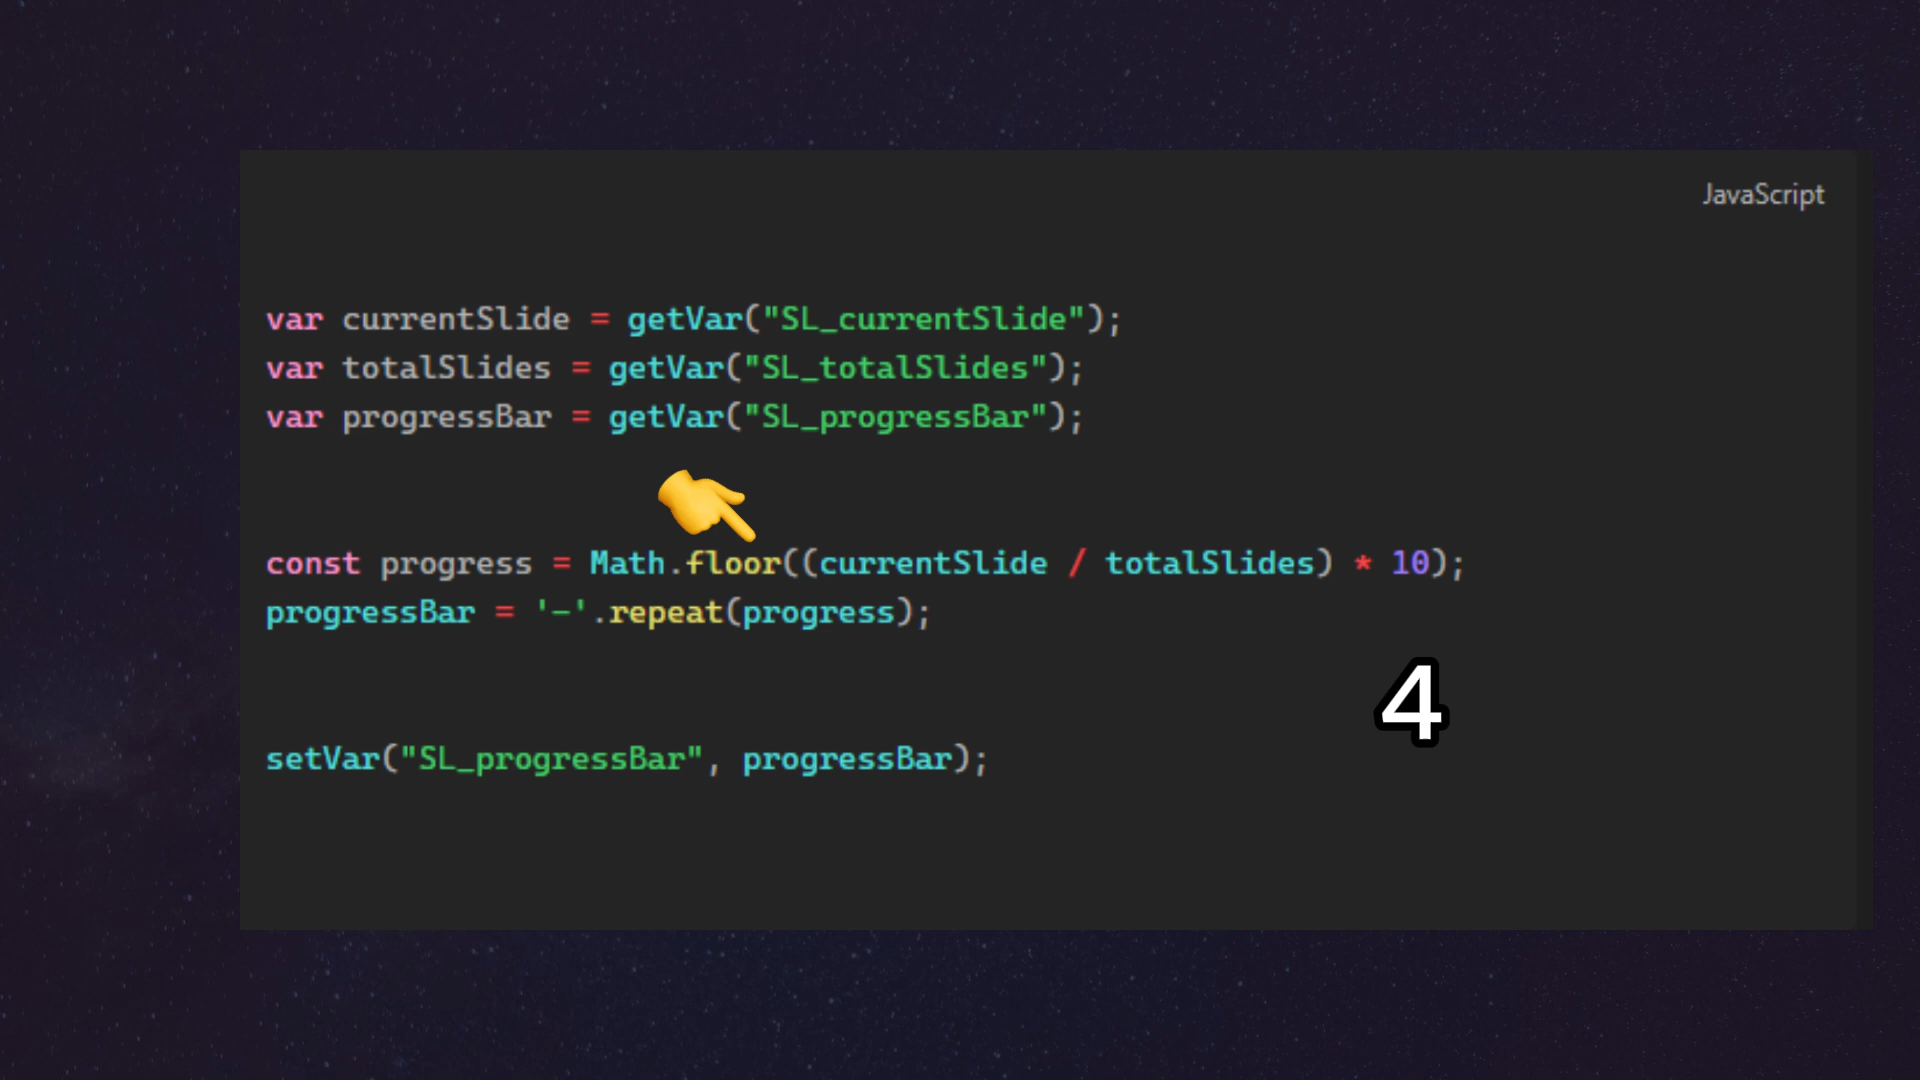 JavaScript
var currentSlide = getVar("SL_currentSlide");
var totalSlides = getVar("SL_totalSlides");
var progressBar = getVar("SL_progressBar");
const progress = Math.floor((currentSlide / totalSlides) * 10);
progressBar = '-'.repeat(progress);
4
setVar("SL_progressBar", progressBar);